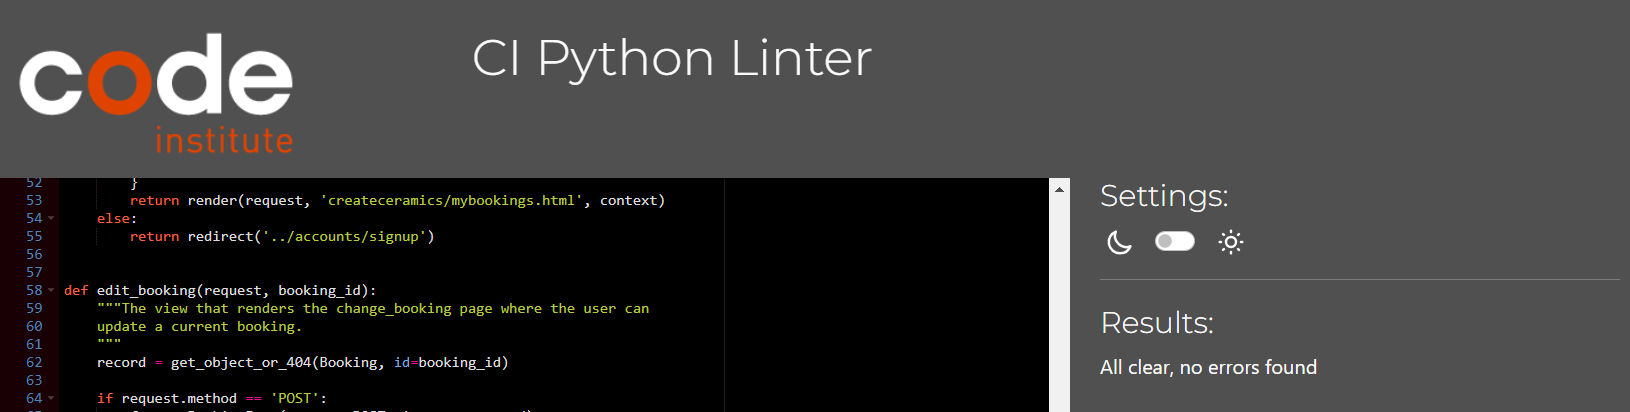 code
institute
CI Python Linter
52 }
53 return render(request, 'createceramics/mybookings.html', context)
54 else:
55 return redirect('../accounts/signup')
56
57
58 def edit_booking(request, booking_id):
59 """The view that renders the change_booking page where the user can
60 update a current booking.
61 """
62 record = get_object_or_404(Booking, id=booking_id)
63
64 if request.method == 'POST':
Settings:
Results:
All clear, no errors found